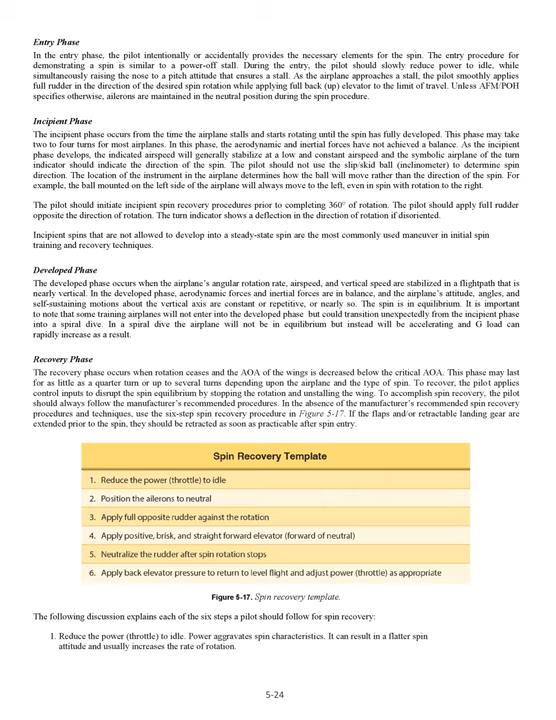 Entry Phase
In the entry phase, the pilot intentionally or accidentally provides the necessary elements for the spin. The entry procedure for
demonstrating a spin is similar to a power-off stall. During the entry, the pilot should slowly reduce power to idle, while
simultaneously raising the nose to a pitch attitude that ensures a stall. As the airplane approaches a stall, the pilot smoothly applies
full rudder in the direction of the desired spin rotation while applying full back (up) elevator to the limit of travel. Unless AFM/POH
specifies otherwise, ailerons are maintained in the neutral position during the spin procedure.
Incipient Phase
The incipient phase occurs from the time the airplane stalls and starts rotating until the spin has fully developed. This phase may take
two to four turns for most airplanes. In this phase, the aerodynamic and inertial forces have not achieved a balance. As the incipient
phase develops, the indicated airspeed will generally stabilize at a low and constant airspeed and the symbolic airplane of the turn
indicator should indicate the direction of the spin. The pilot should not use the slip/skid ball (inclinometer) to determine spin
direction. The location of the instrument in the airplane determines how the ball will move rather than the direction of the spin. For
example, the ball mounted on the left side of the airplane will always move to the left, even in spin with rotation to the right.
The pilot should initiate incipient spin recovery procedures prior to completing 360° of rotation. The pilot should apply full rudder
opposite the direction of rotation. The turn indicator shows a deflection in the direction of rotation if disoriented.
Incipient spins that are not allowed to develop into a steady-state spin are the most commonly used maneuver in initial spin
training and recovery techniques.
Developed Phase
The developed phase occurs when the airplane's angular rotation rate, airspeed, and vertical speed are stabilized in a flightpath that is
nearly vertical. In the developed phase, aerodynamic forces and inertial forces are in balance, and the airplane's attitude, angles, and
self-sustaining motions about the vertical axis are constant or repetitive, or nearly so. The spin is in equilibrium. It is important
to note that some training airplanes will not enter into the developed phase but could transition unexpectedly from the incipient phase
into a spiral dive. In a spiral dive the airplane will not be in equilibrium but instead will be accelerating and G load can
rapidly increase as a result.
Recovery Phase
The recovery phase occurs when rotation ceases and the AOA of the wings is decreased below the critical AOA. This phase may last
for as little as a quarter turn or up to several turns depending upon the airplane and the type of spin. To recover, the pilot applies
control inputs to disrupt the spin equilibrium by stopping the rotation and unstalling the wing. To accomplish spin recovery, the pilot
should always follow the manufacturer's recommended procedures. In the absence of the manufacturer's recommended spin recovery
procedures and techniques, use the six-step spin recovery procedure in Figure 5-17. If the flaps and/or retractable landing gear are
extended prior to the spin, they should be retracted as soon as practicable after spin entry.
Spin Recovery Template
1. Reduce the power (throttle) to idle
2. Position the ailerons to neutral
3. Apply full opposite rudder against the rotation
4. Apply positive, brisk, and straight forward elevator (forward of neutral)
5. Neutralize the rudder after spin rotation stops
6. Apply back elevator pressure to return to level flight and adjust power (throttle) as appropriate
Figure 5-17. Spin recovery template.
The following discussion explains each of the six steps a pilot should follow for spin recovery:
1. Reduce the power (throttle) to idle. Power aggravates spin characteristics. It can result in a flatter spin
attitude and usually increases the rate of rotation.
5-24